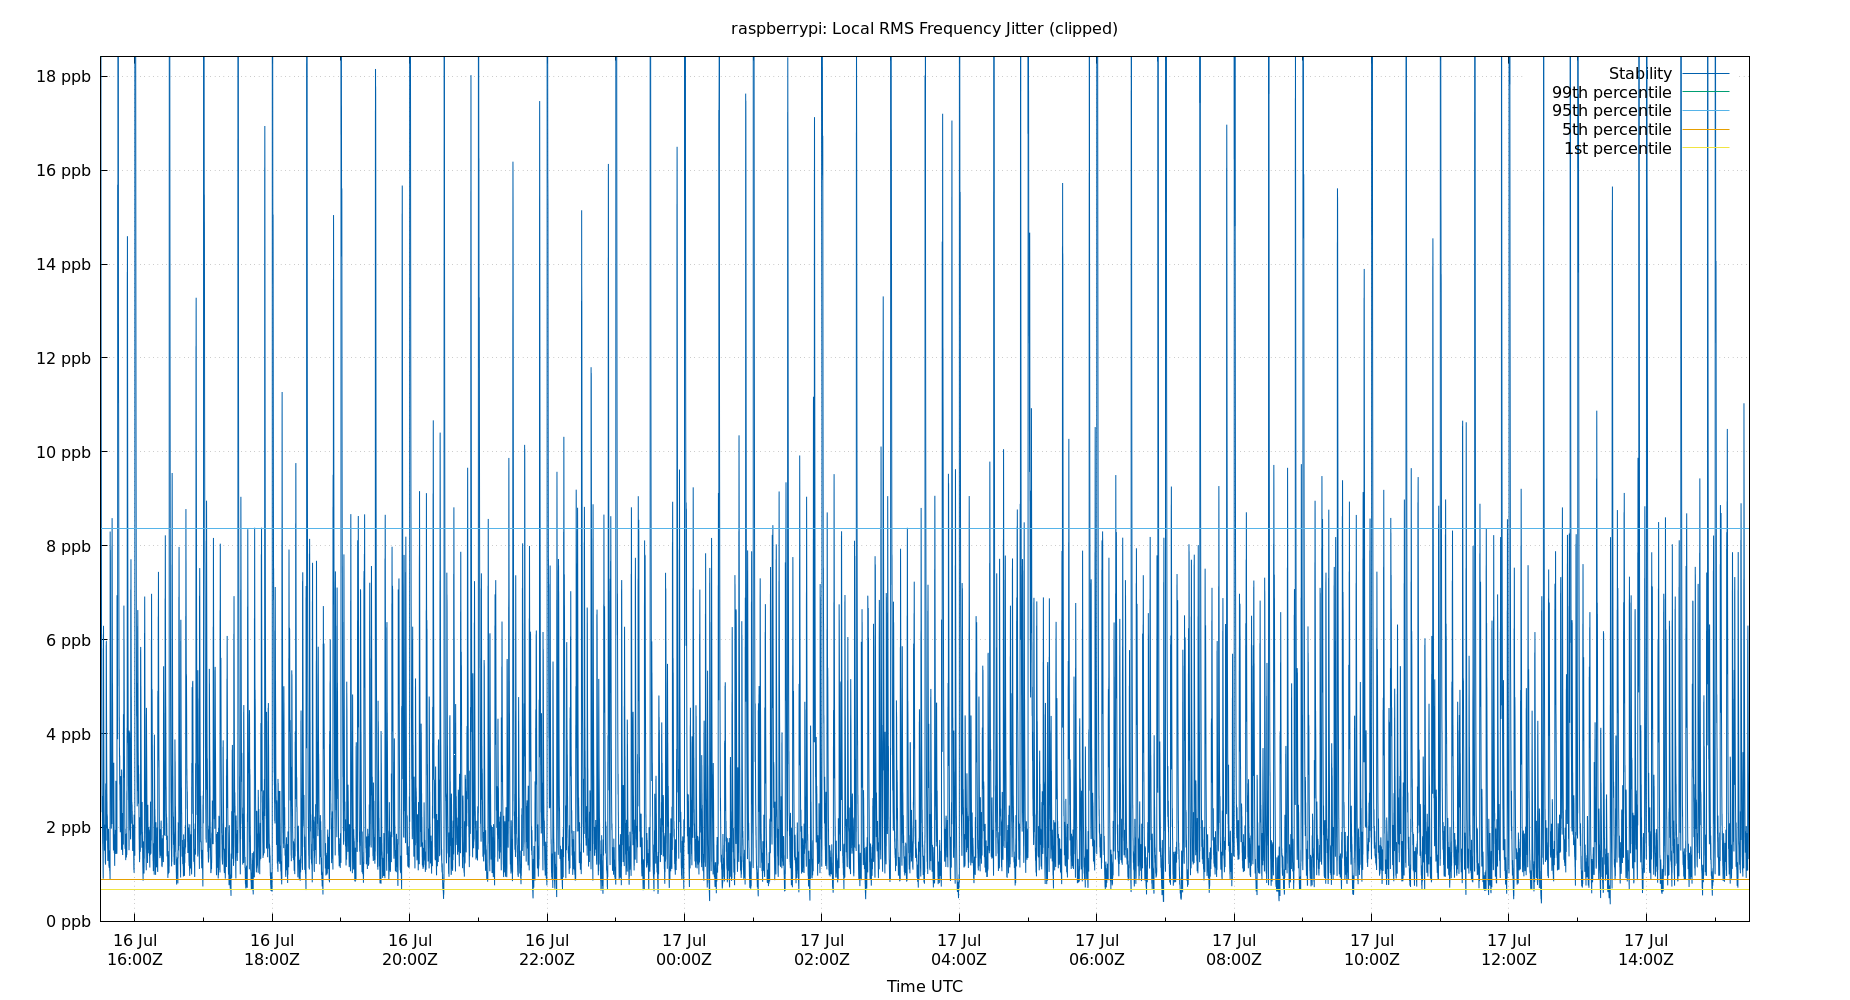 raspberrypi: Local RMS Frequency Jitter (clipped)
18 ppb
16 ppb
14 ppb
12 ppb
10 ppb
8 ppb
6 ppb
4 ppb
2 ppb
0 ppb
Stability
99th percentile
95th percentile
5th percentile
1st percentile
16 Jul 16 Jul 16 Jul 16 Jul 17 Jul 17 Jul 17 Jul 17 Jul 17 Jul 17 Jul 17 Jul 17 Jul
16:00Z 18:00Z 20:00Z 22:00Z 00:00Z 02:00Z 04:00Z 06:00Z 08:00Z 10:00Z 12:00Z 14:00Z
Time UTC